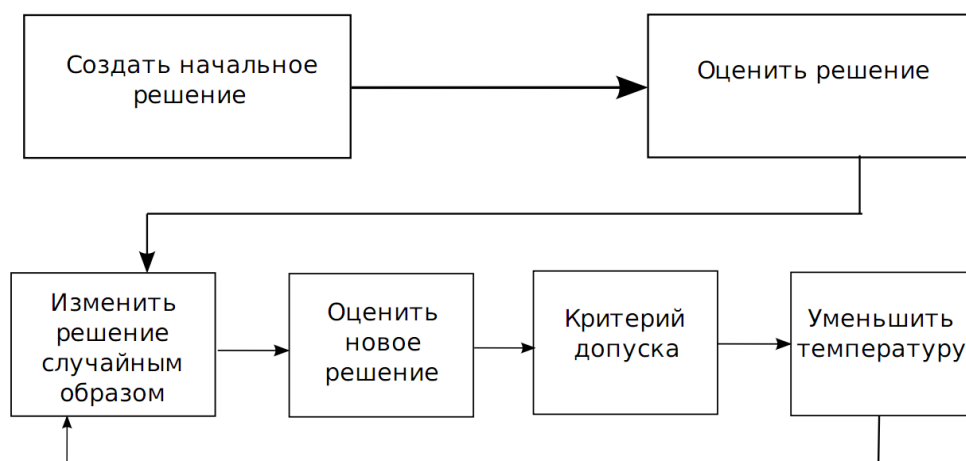 Создать начальное
решение
Оценить решение
Изменить
решение
случайным
образом
Оценить
новое
решение
Критерий
допуска
Уменьшить
температуру